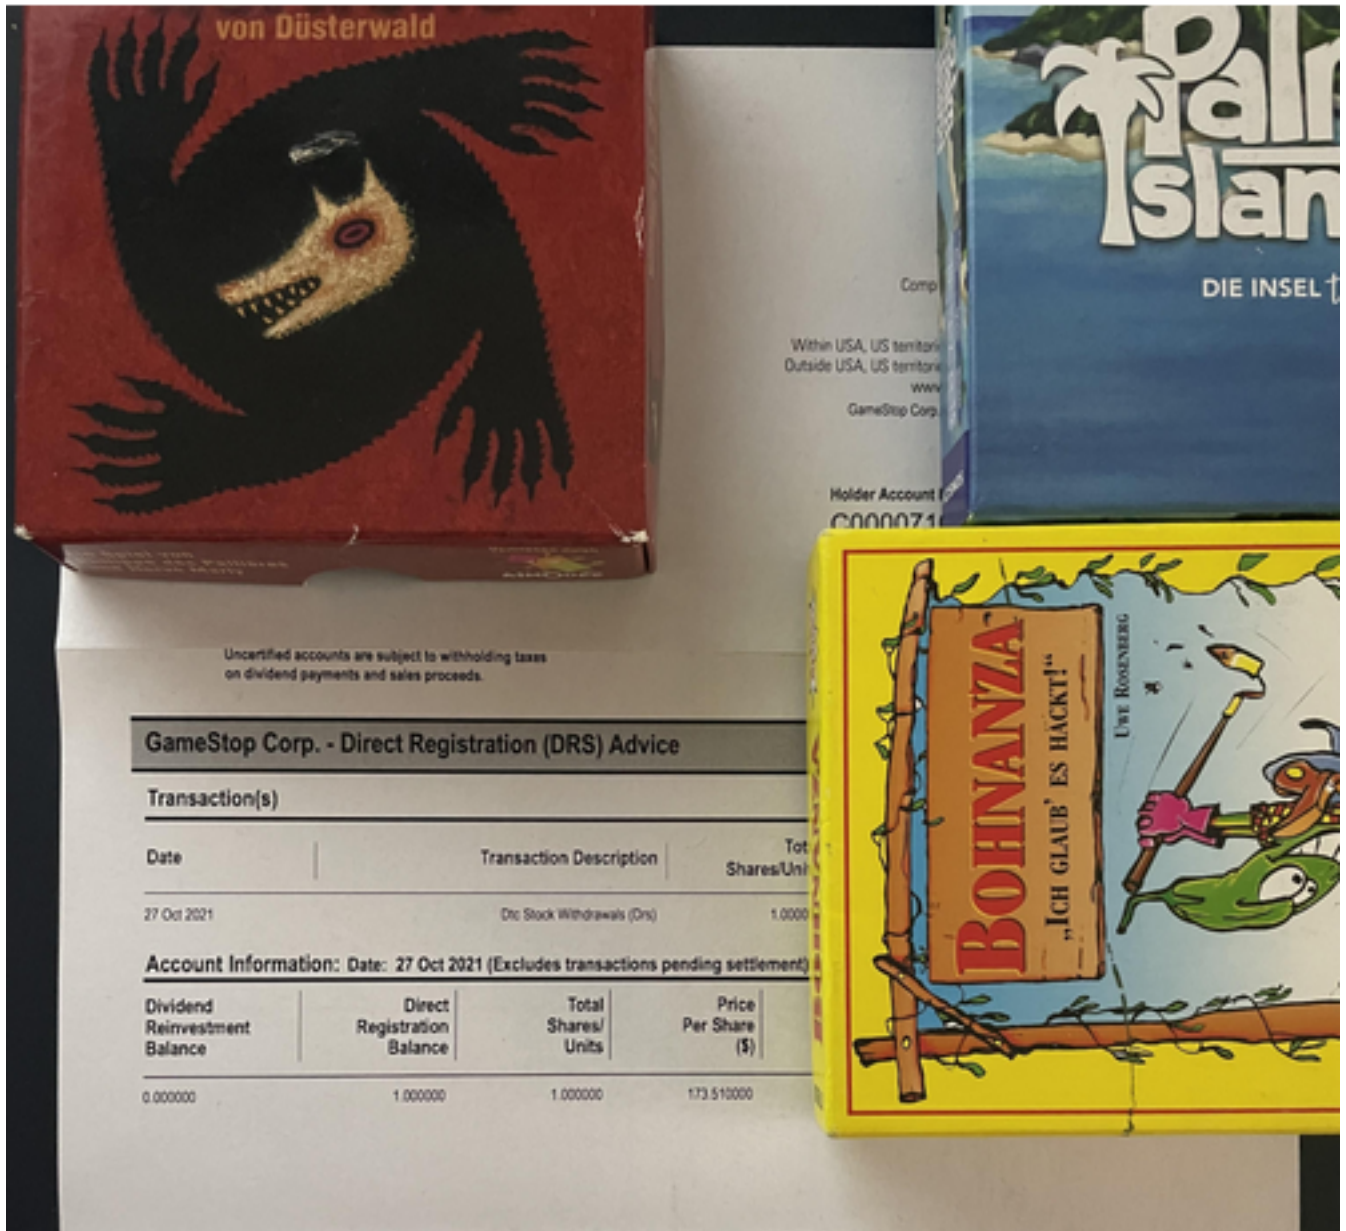 von Düsterwald
Palm
Islan
DIE INSEL
Comp
Within USA, US territorie
Outside USA, US territorie
www
GameStop Corp.
Holder Account
C000071
Uncertified accounts are subject to withholding taxes
on dividend payments and sales proceeds.
GameStop Corp. - Direct Registration (DRS) Advice
Transaction(s)
Date
Transaction Description
Tot
Shares/Uni
27 Oct 2021
Dtc Stock Withdrawals (Drs)
1.0000
Account Information: Date: 27 Oct 2021 (Excludes transactions pending settlement)
Dividend
Reinvestment
Balance
Direct
Registration
Balance
Total
Shares/
Units
Price
Per Share
($)
0.000000
1.000000
1.000000
173.510000
BOHNANZA
„ICH GLAUB' ES HACKT!“
UWE ROSENBERG